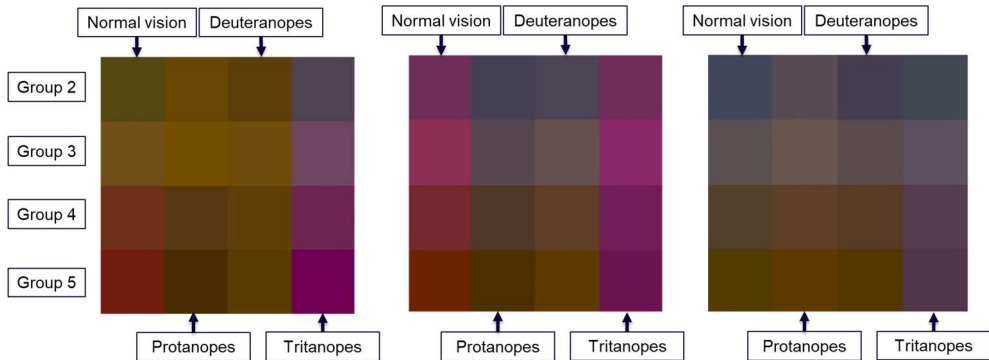 Normal vision Deuteranopes Normal vision Deuteranopes Normal vision Deuteranopes
Group 2
Group 3
Group 4
Group 5
Protanopes Tritanopes Protanopes Tritanopes Protanopes Tritanopes